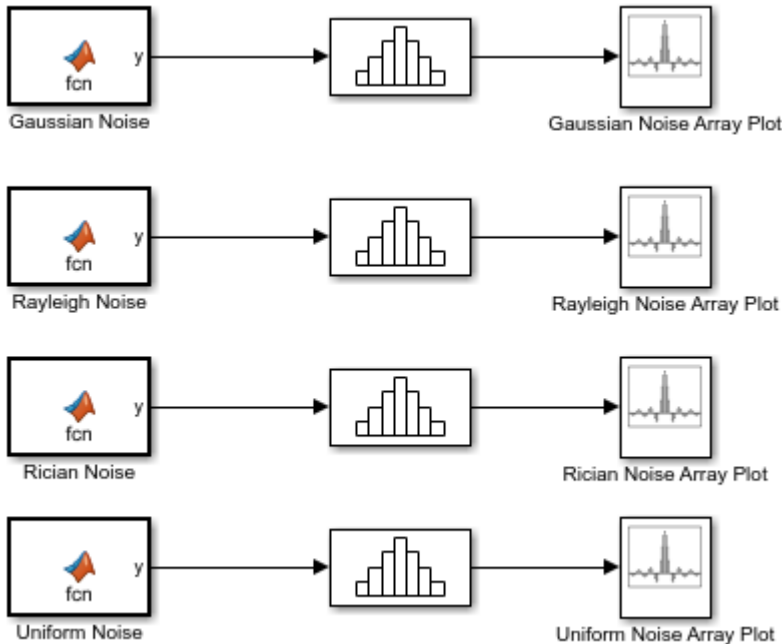 y
fcn
Gaussian Noise
Gaussian Noise Array Plot
y
fcn
Rayleigh Noise
Rayleigh Noise Array Plot
y
fcn
Rician Noise
Rician Noise Array Plot
y
fcn
Uniform Noise
Uniform Noise Array Plot